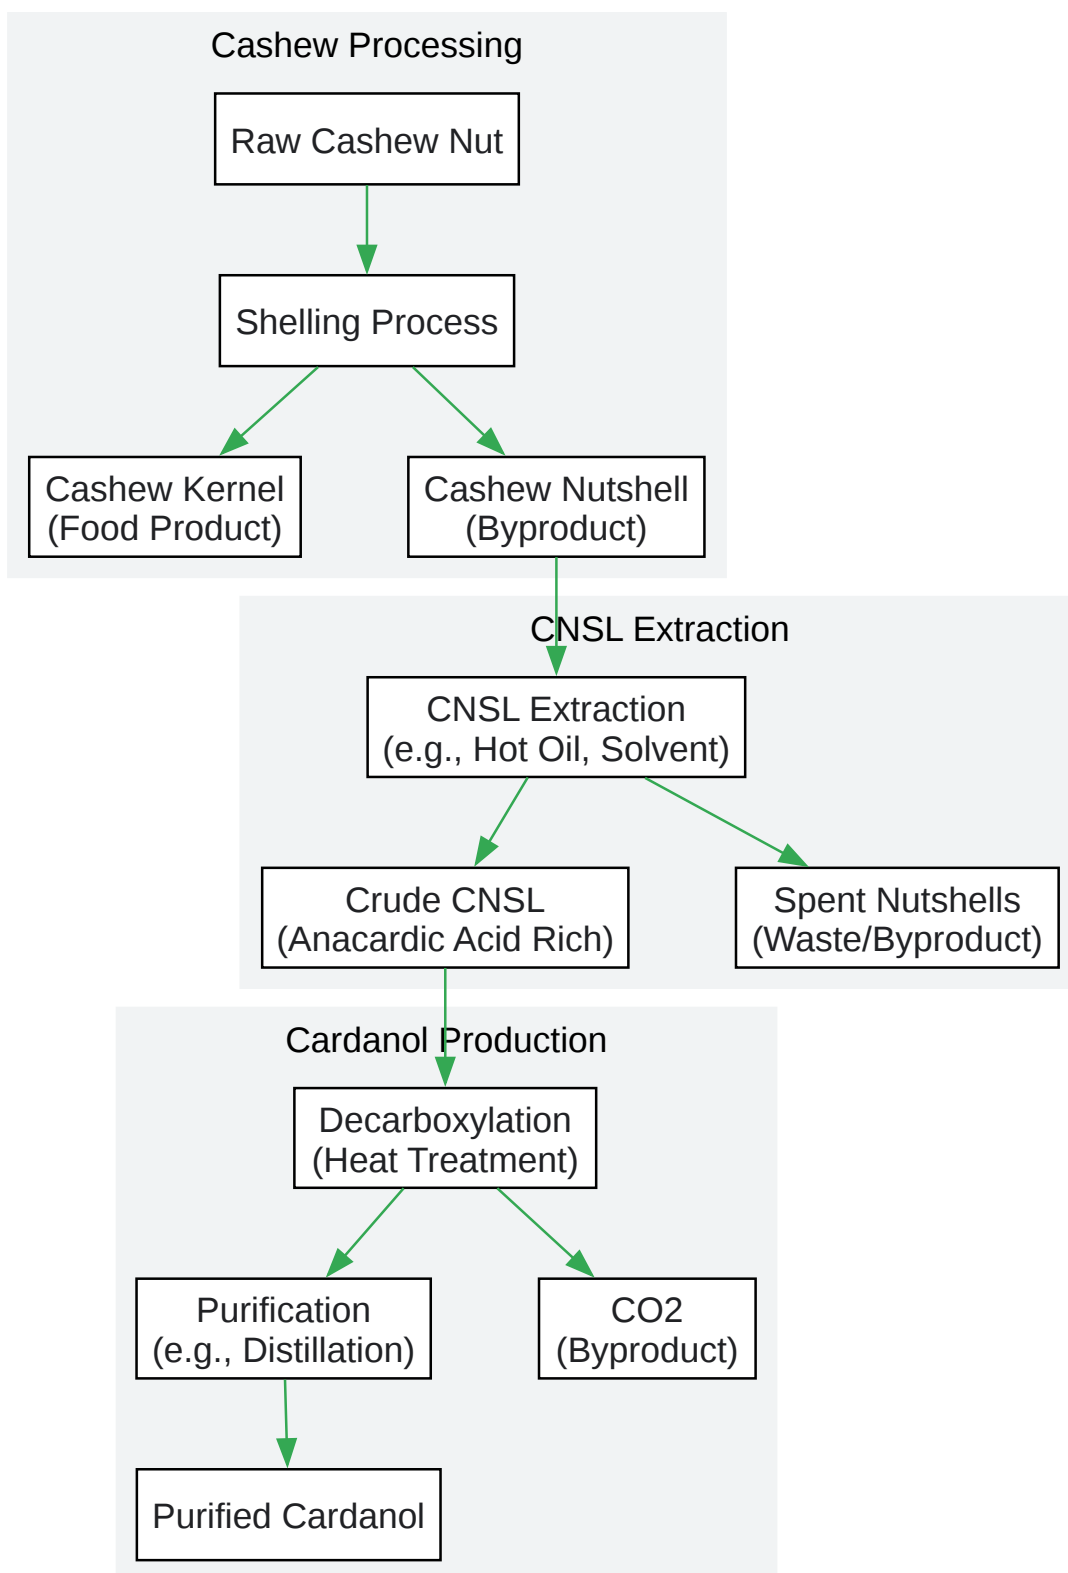 Cashew Processing
Raw Cashew Nut
Shelling Process
Cashew Kernel
(Food Product)
Cashew Nutshell
(Byproduct)
CNSL Extraction
CNSL Extraction
(e.g., Hot Oil, Solvent)
Crude CNSL
(Anacardic Acid Rich)
Spent Nutshells
(Waste/Byproduct)
Cardanol Production
Decarboxylation
(Heat Treatment)
Purification
(e.g., Distillation)
CO2
(Byproduct)
Purified Cardanol